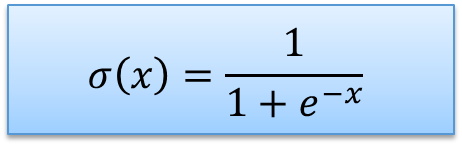 σ(x) = 1 / (1 + e^{−x})